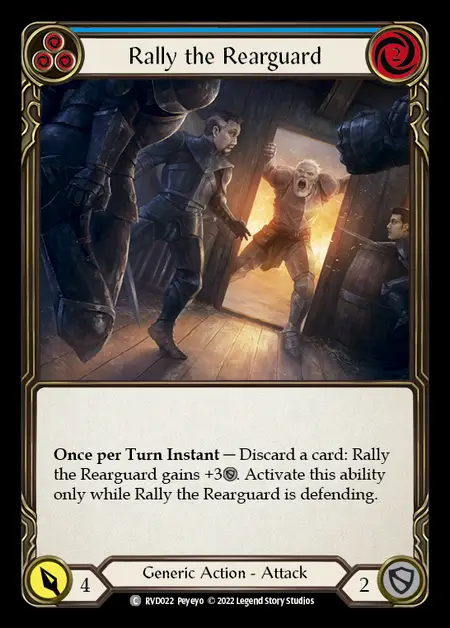 Rally the Rearguard
2
Once per Turn Instant — Discard a card: Rally
the Rearguard gains +3. Activate this ability
only while Rally the Rearguard is defending.
4
Generic Action - Attack
2
C RVD022 Peyeyo © 2022 Legend Story Studios